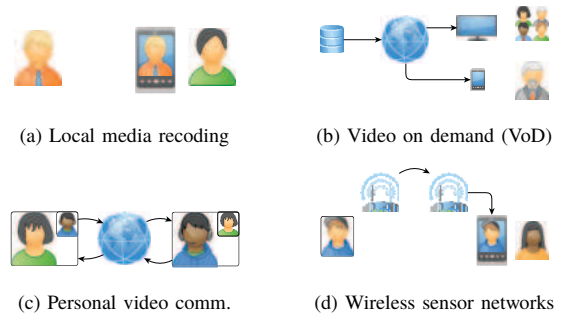 (a) Local media recoding
(b) Video on demand (VoD)
(c) Personal video comm.
(d) Wireless sensor networks